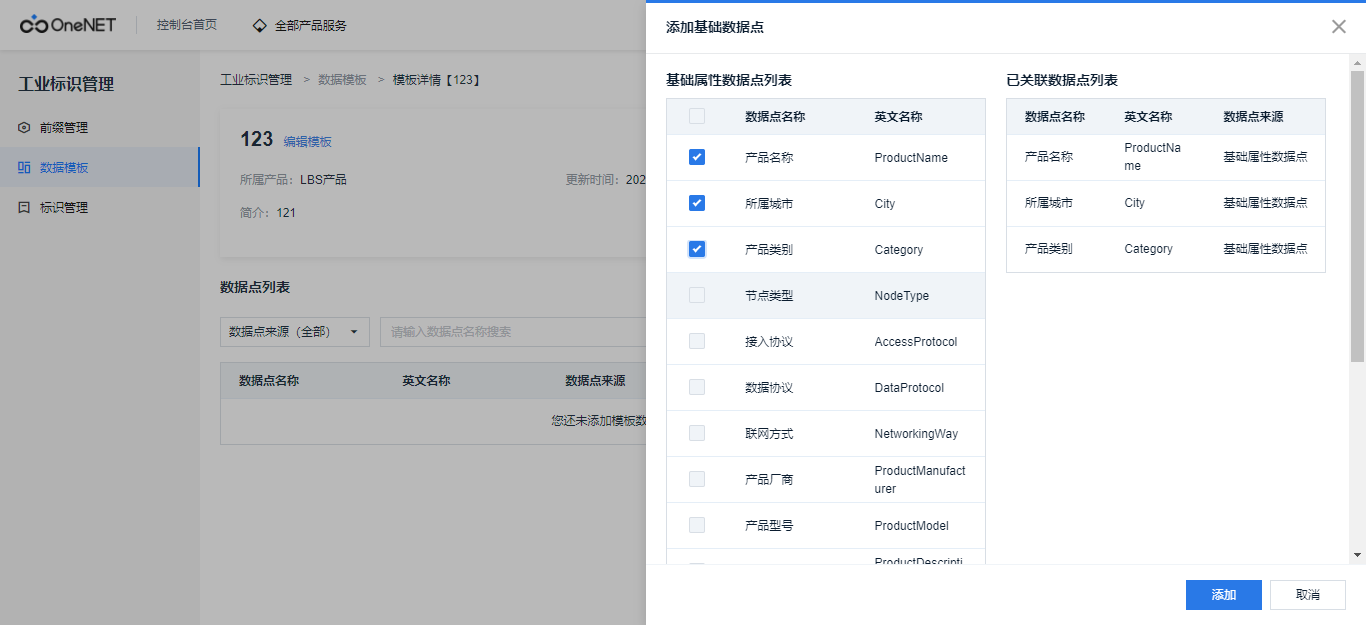 OneNET
控制台首页
全部产品服务
工业标识管理
前缀管理
数据模板
标识管理
工业标识管理 > 数据模板 > 模板详情【123】
123 编辑模板
所属产品: LBS产品
更新时间: 202
简介: 121
数据点列表
数据点来源（全部）
请输入数据点名称搜索
数据点名称 英文名称 数据点来源
您还未添加模板数
添加基础数据点
基础属性数据点列表
数据点名称 英文名称
产品名称 ProductName
所属城市 City
产品类别 Category
节点类型 NodeType
接入协议 AccessProtocol
数据协议 DataProtocol
联网方式 NetworkingWay
产品厂商 ProductManufact
urer
产品型号 ProductModel
ProductDescripti
已关联数据点列表
数据点名称 英文名称 数据点来源
产品名称 ProductNa
me 基础属性数据点
所属城市 City 基础属性数据点
产品类别 Category 基础属性数据点
添加
取消